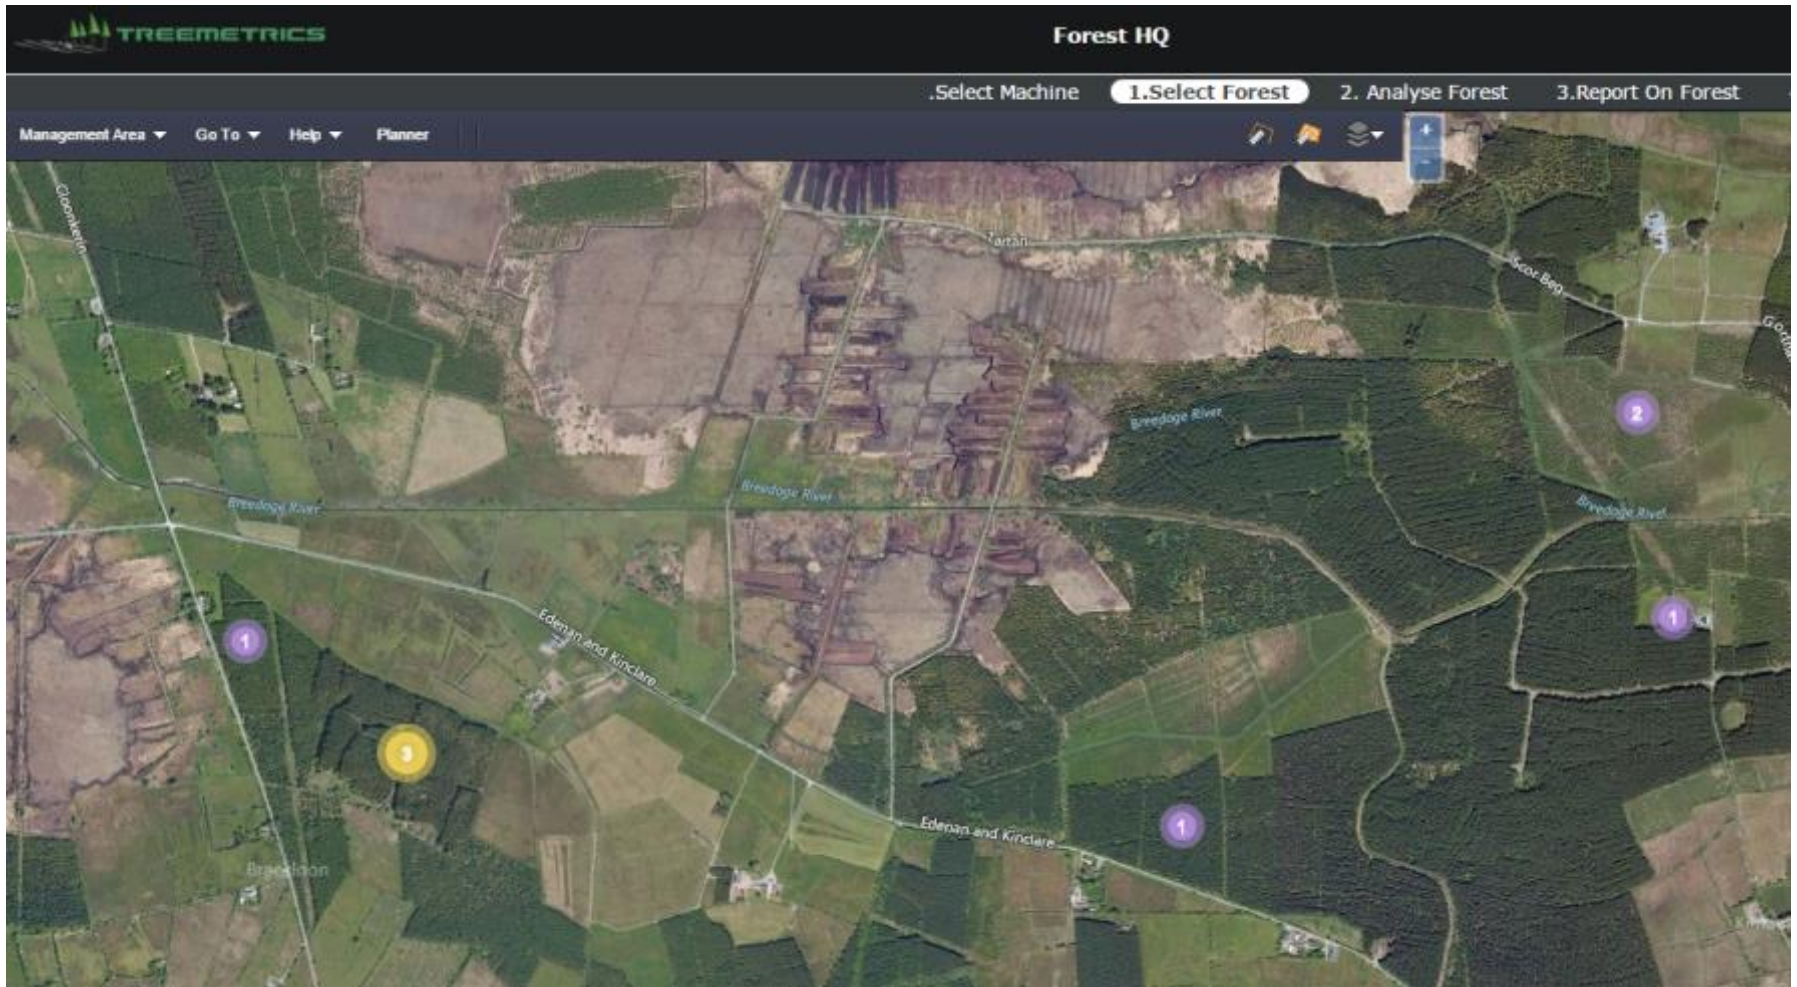 TREEMETRICS
Forest HQ
.Select Machine 1.Select Forest 2. Analyse Forest 3.Report On Forest
Management Area Go To Help Planner
+
-
Cloonkerin
Tartan
Scor Beg
Breedoge River
2
Breedoge River
Breedoge River
Breedoge River
1
Edenan and Kinclare
1
3
1
Edenan and Kinclare